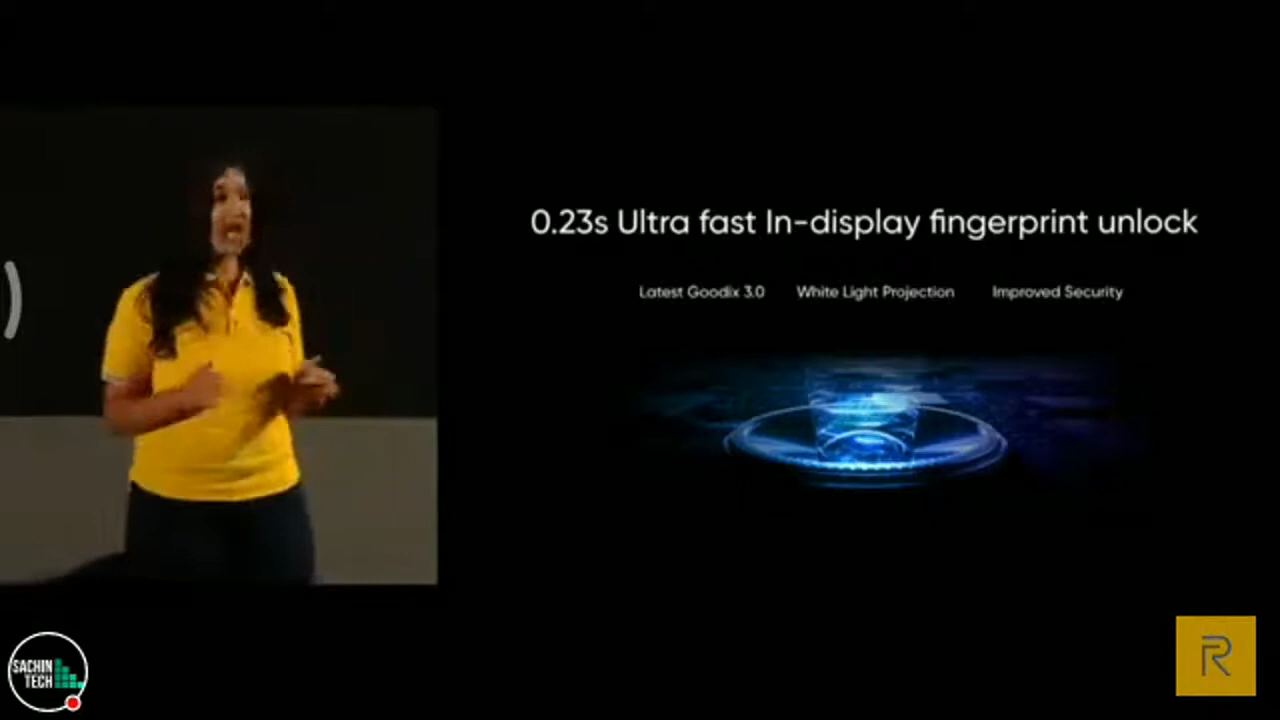 0.23s Ultra fast In-display fingerprint unlock
Latest Goodix 3.0 White Light Projection Improved Security
SACHIN
TECH
R